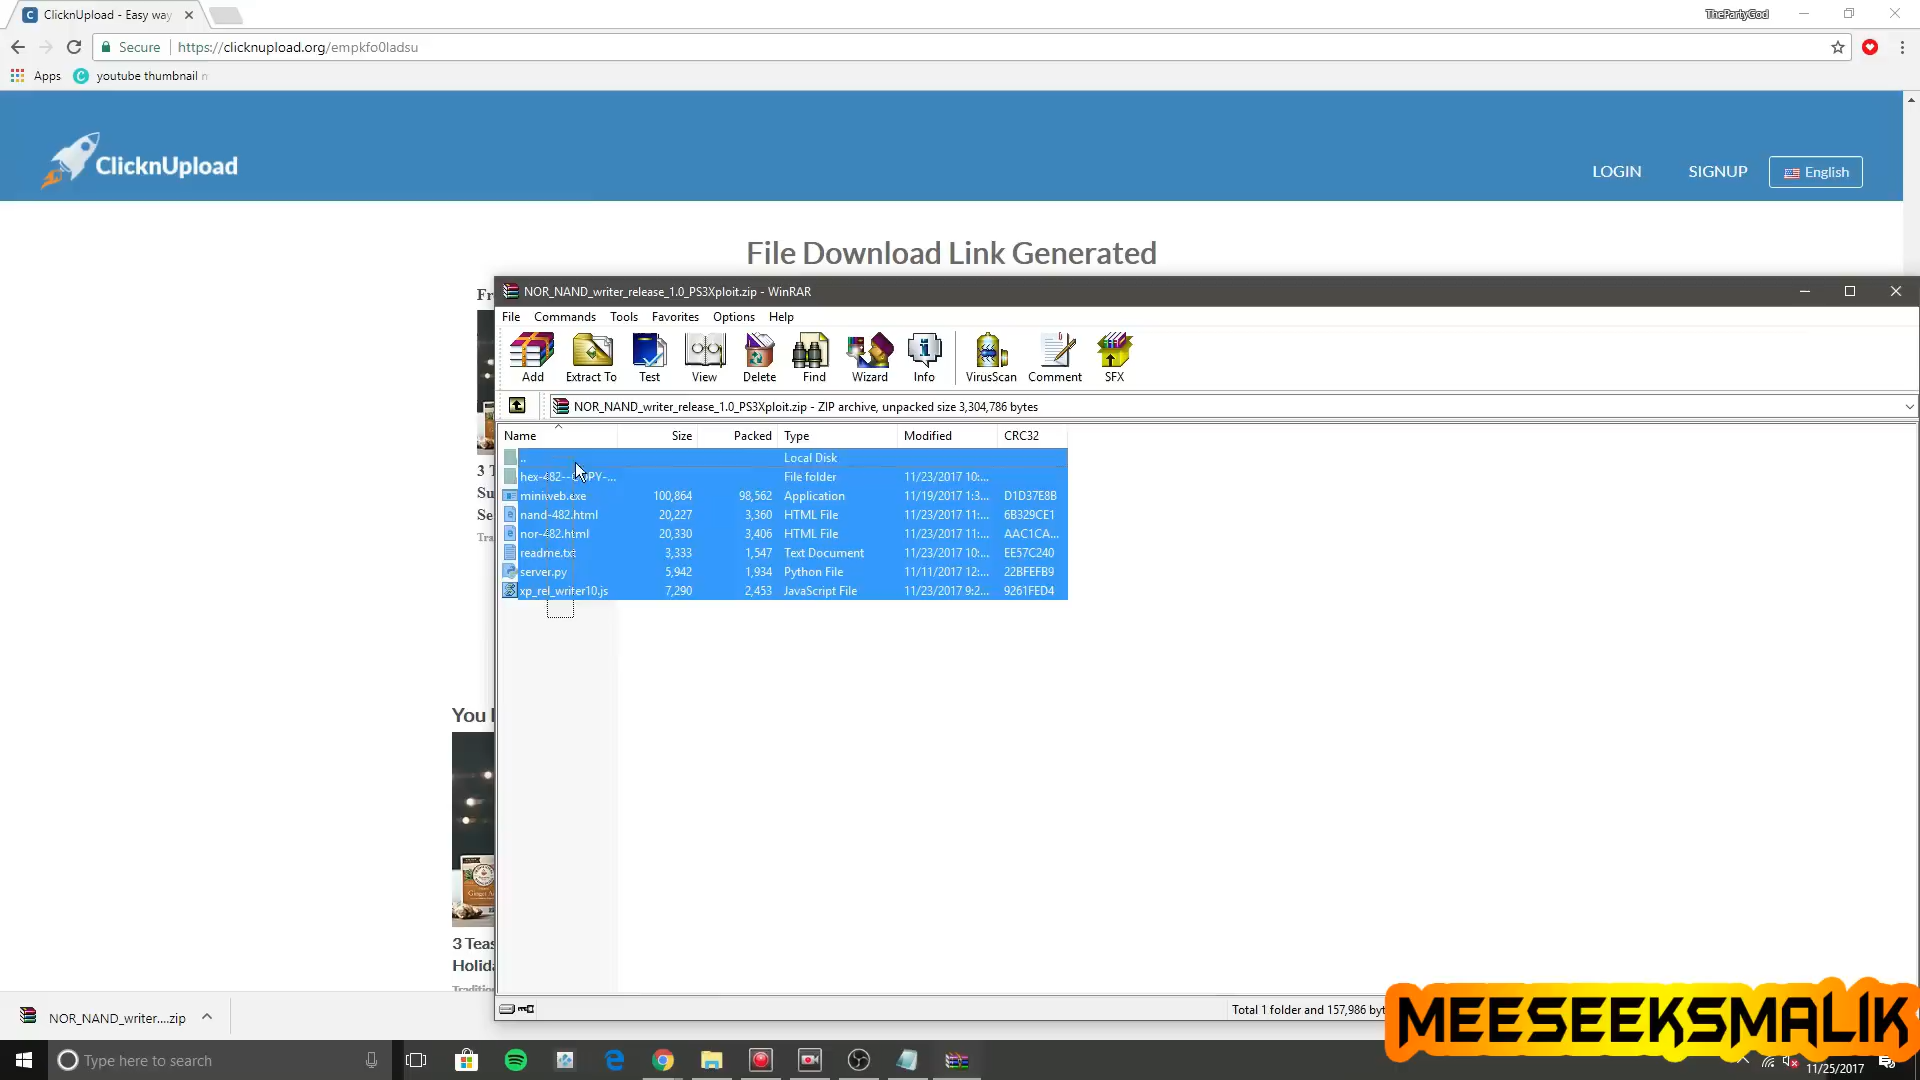 ClicknUpload - Easy way
ThePartyGod
Secure https://clicknupload.org/empkfo0ladsu
Apps youtube thumbnail
ClicknUpload
LOGIN SIGNUP English
File Download Link Generated
NOR_NAND_writer_release_1.0_PS3Xploit.zip - WinRAR
File Commands Tools Favorites Options Help
Add Extract To Test View Delete Find Wizard Info VirusScan Comment SFX
NOR_NAND_writer_release_1.0_PS3Xploit.zip - ZIP archive, unpacked size 3,304,786 bytes
Name Size Packed Type Modified CRC32
.. Local Disk
File folder 11/23/2017 10:...
miniweb.exe 100,864 98,562 Application 11/19/2017 1:3... D1D37E8B
nand-482.html 20,227 3,360 HTML File 11/23/2017 11:... 6B329CE1
nor-482.html 20,330 3,406 HTML File 11/23/2017 11:... AAC1CA...
readme.txt 3,333 1,547 Text Document 11/23/2017 10:... EE57C240
server.py 5,942 1,934 Python File 11/11/2017 12:... 22BFEFB9
xp_rel_writer10.js 7,290 2,453 JavaScript File 11/23/2017 9:2... 9261FED4
You
3 Teas
Total 1 folder and 157,986
NOR_NAND_writer....zip
MEESEEKSMALIK
Type here to search
11/25/2017